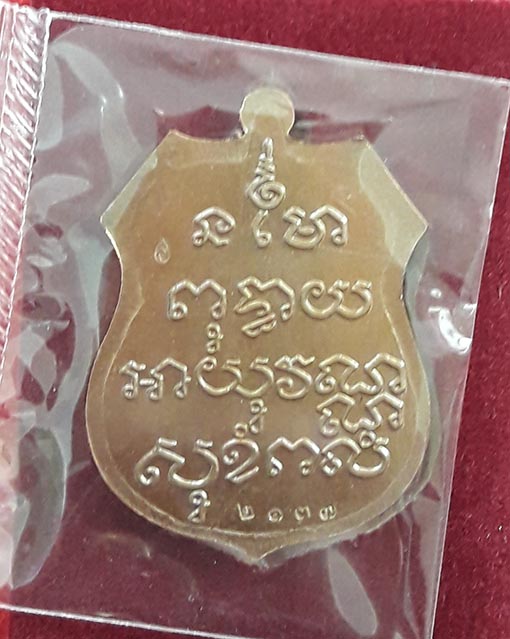 ន មោ
ពុទ្ធាយ
អាយុវណ្ណ
សុខំពលំ
๒๑๓๗